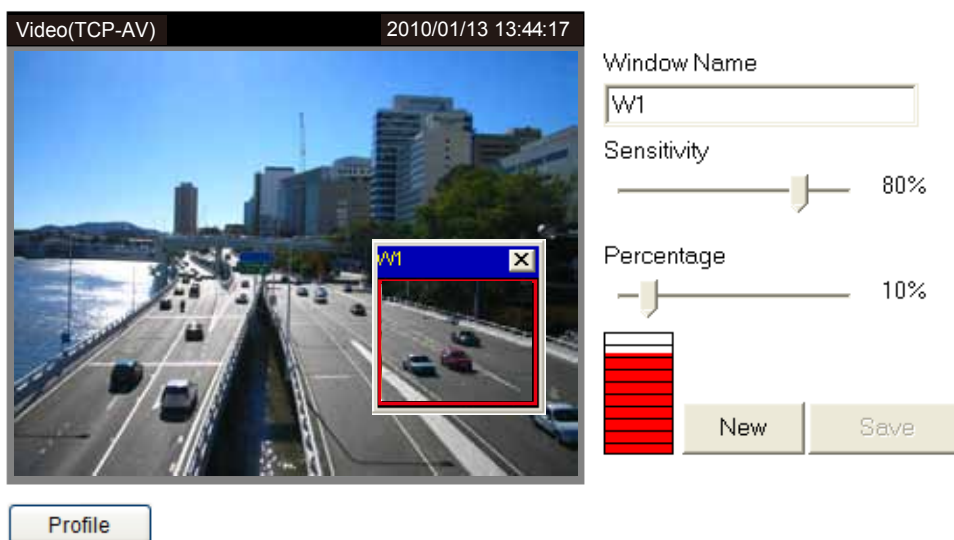 Video(TCP-AV) 2010/01/13 13:44:17
Window Name
W1
Sensitivity
80%
W1
Percentage
10%
New Save
Profile